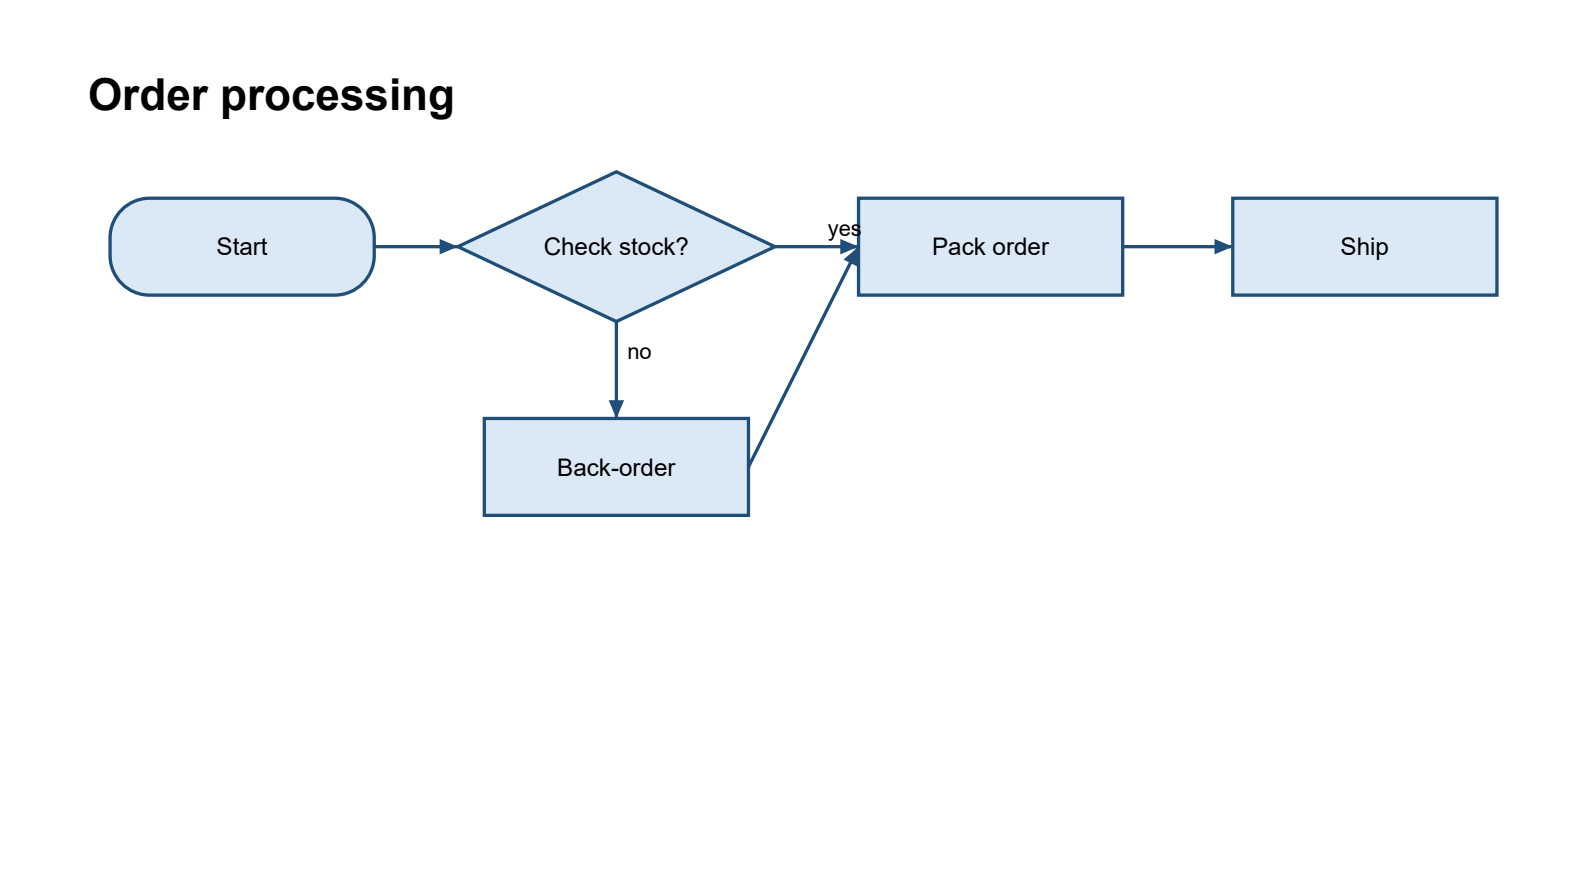 Order processing
Start
Check stock?
yes
Pack order
Ship
no
Back-order